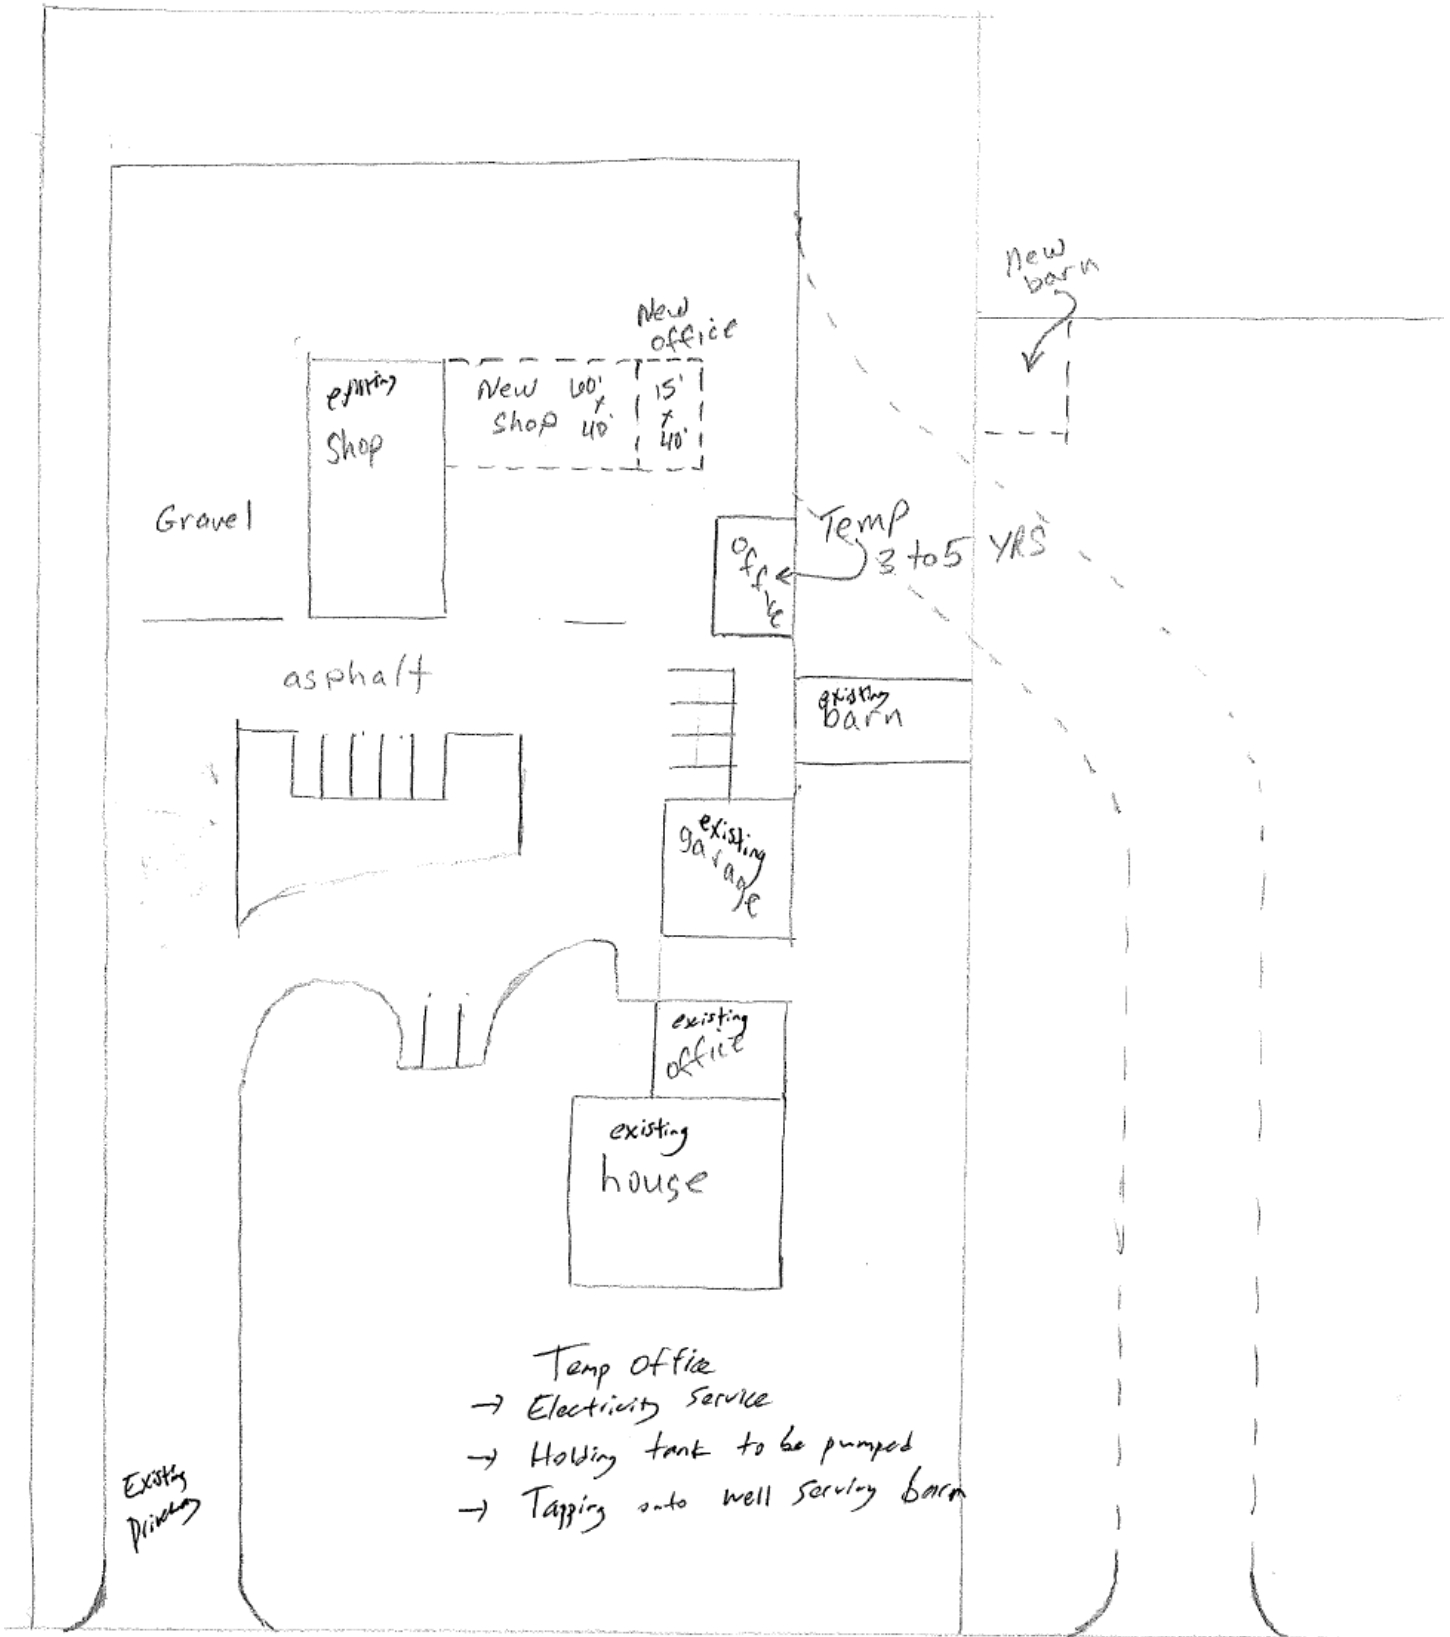 New
barn
New
office
existing
Shop
New 60' x 40'
Shop
15' x 40'
Gravel
Temp
3 to 5 YRS
office
asphalt
existing
barn
existing
garage
existing
office
existing
house
Temp Office
→ Electricity Service
→ Holding tank to be pumped
→ Tapping onto well serving barn
Existing
Driveway